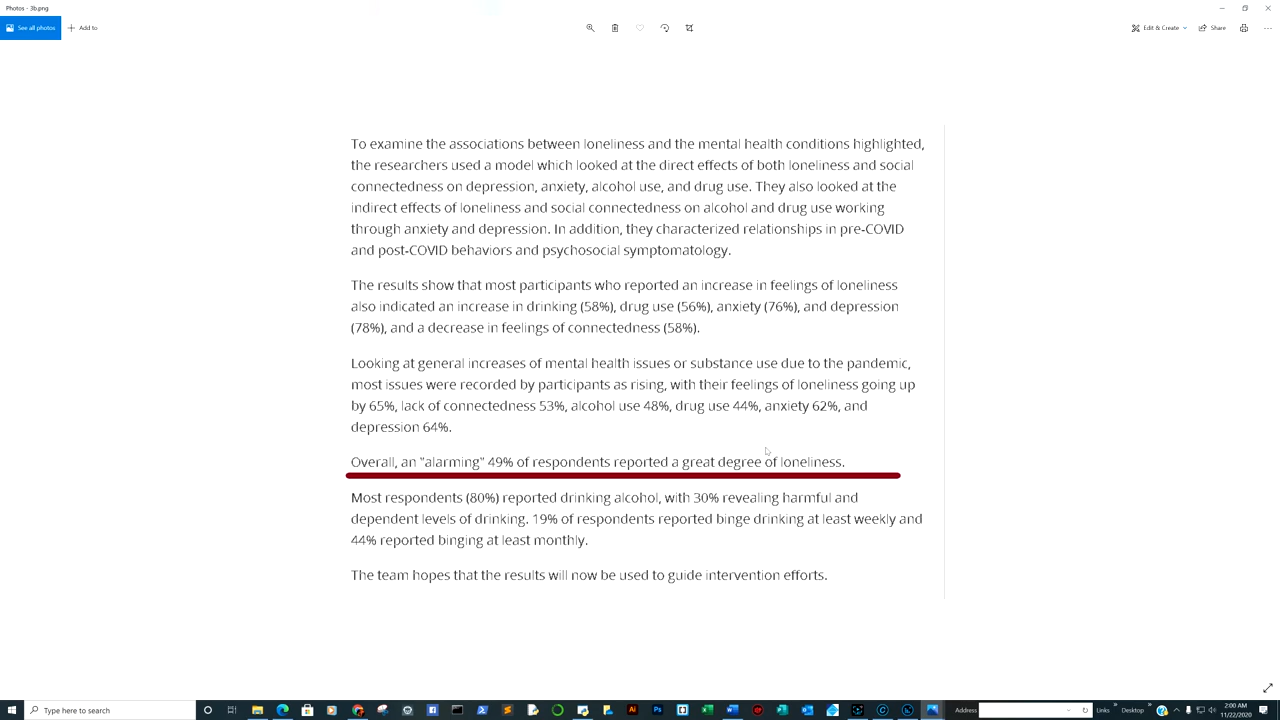 Photos - 3b.png
See all photos
Add to
Edit & Create
Share
To examine the associations between loneliness and the mental health conditions highlighted,
the researchers used a model which looked at the direct effects of both loneliness and social
connectedness on depression, anxiety, alcohol use, and drug use. They also looked at the
indirect effects of loneliness and social connectedness on alcohol and drug use working
through anxiety and depression. In addition, they characterized relationships in pre-COVID
and post-COVID behaviors and psychosocial symptomatology.
The results show that most participants who reported an increase in feelings of loneliness
also indicated an increase in drinking (58%), drug use (56%), anxiety (76%), and depression
(78%), and a decrease in feelings of connectedness (58%).
Looking at general increases of mental health issues or substance use due to the pandemic,
most issues were recorded by participants as rising, with their feelings of loneliness going up
by 65%, lack of connectedness 53%, alcohol use 48%, drug use 44%, anxiety 62%, and
depression 64%.
Overall, an "alarming" 49% of respondents reported a great degree of loneliness.
Most respondents (80%) reported drinking alcohol, with 30% revealing harmful and
dependent levels of drinking. 19% of respondents reported binge drinking at least weekly and
44% reported binging at least monthly.
The team hopes that the results will now be used to guide intervention efforts.
Type here to search
Ai
Ps
Address
Links
Desktop
2:00 AM
11/22/2020